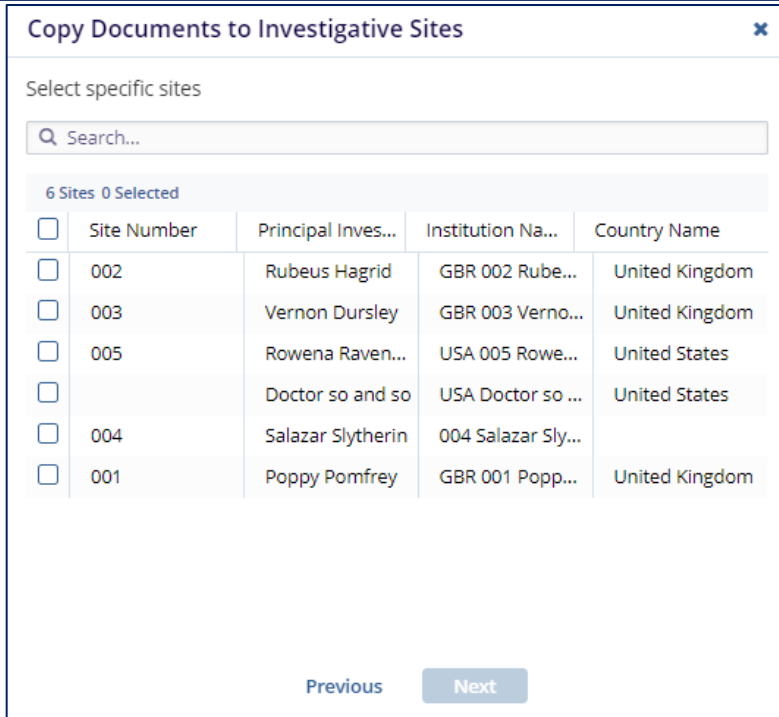 Copy Documents to Investigative Sites
Select specific sites
Search...
6 Sites 0 Selected
Site Number Principal Inves... Institution Na... Country Name
002 Rubeus Hagrid GBR 002 Rube... United Kingdom
003 Vernon Dursley GBR 003 Verno... United Kingdom
005 Rowena Raven... USA 005 Rowe... United States
Doctor so and so USA Doctor so ... United States
004 Salazar Slytherin 004 Salazar Sly...
001 Poppy Pomfrey GBR 001 Popp... United Kingdom
Previous Next